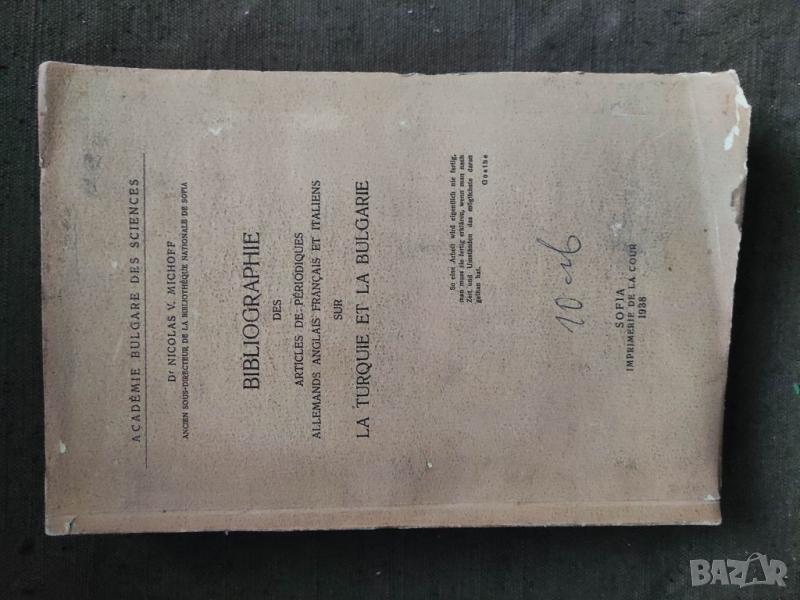 ACADÉMIE BULGARE DES SCIENCES
Dr NICOLAS V. MICHOFF
ANCIEN SOUS-DIRECTEUR DE LA BIBLIOTHÈQUE NATIONALE DE SOFIA
BIBLIOGRAPHIE
DES
ARTICLES DE PÉRIODIQUES
ALLEMANDS ANGLAIS FRANÇAIS ET ITALIENS
SUR
LA TURQUIE ET LA BULGARIE
So eine Arbeit wird eigentlich nie fertig,
man muss sie fertig erklären, wenn man nach
Zeit und Umständen das möglichste daran
getan hat.
Goethe
10 лв
SOFIA
IMPRIMERIE DE LA COUR
1938
BAZAR